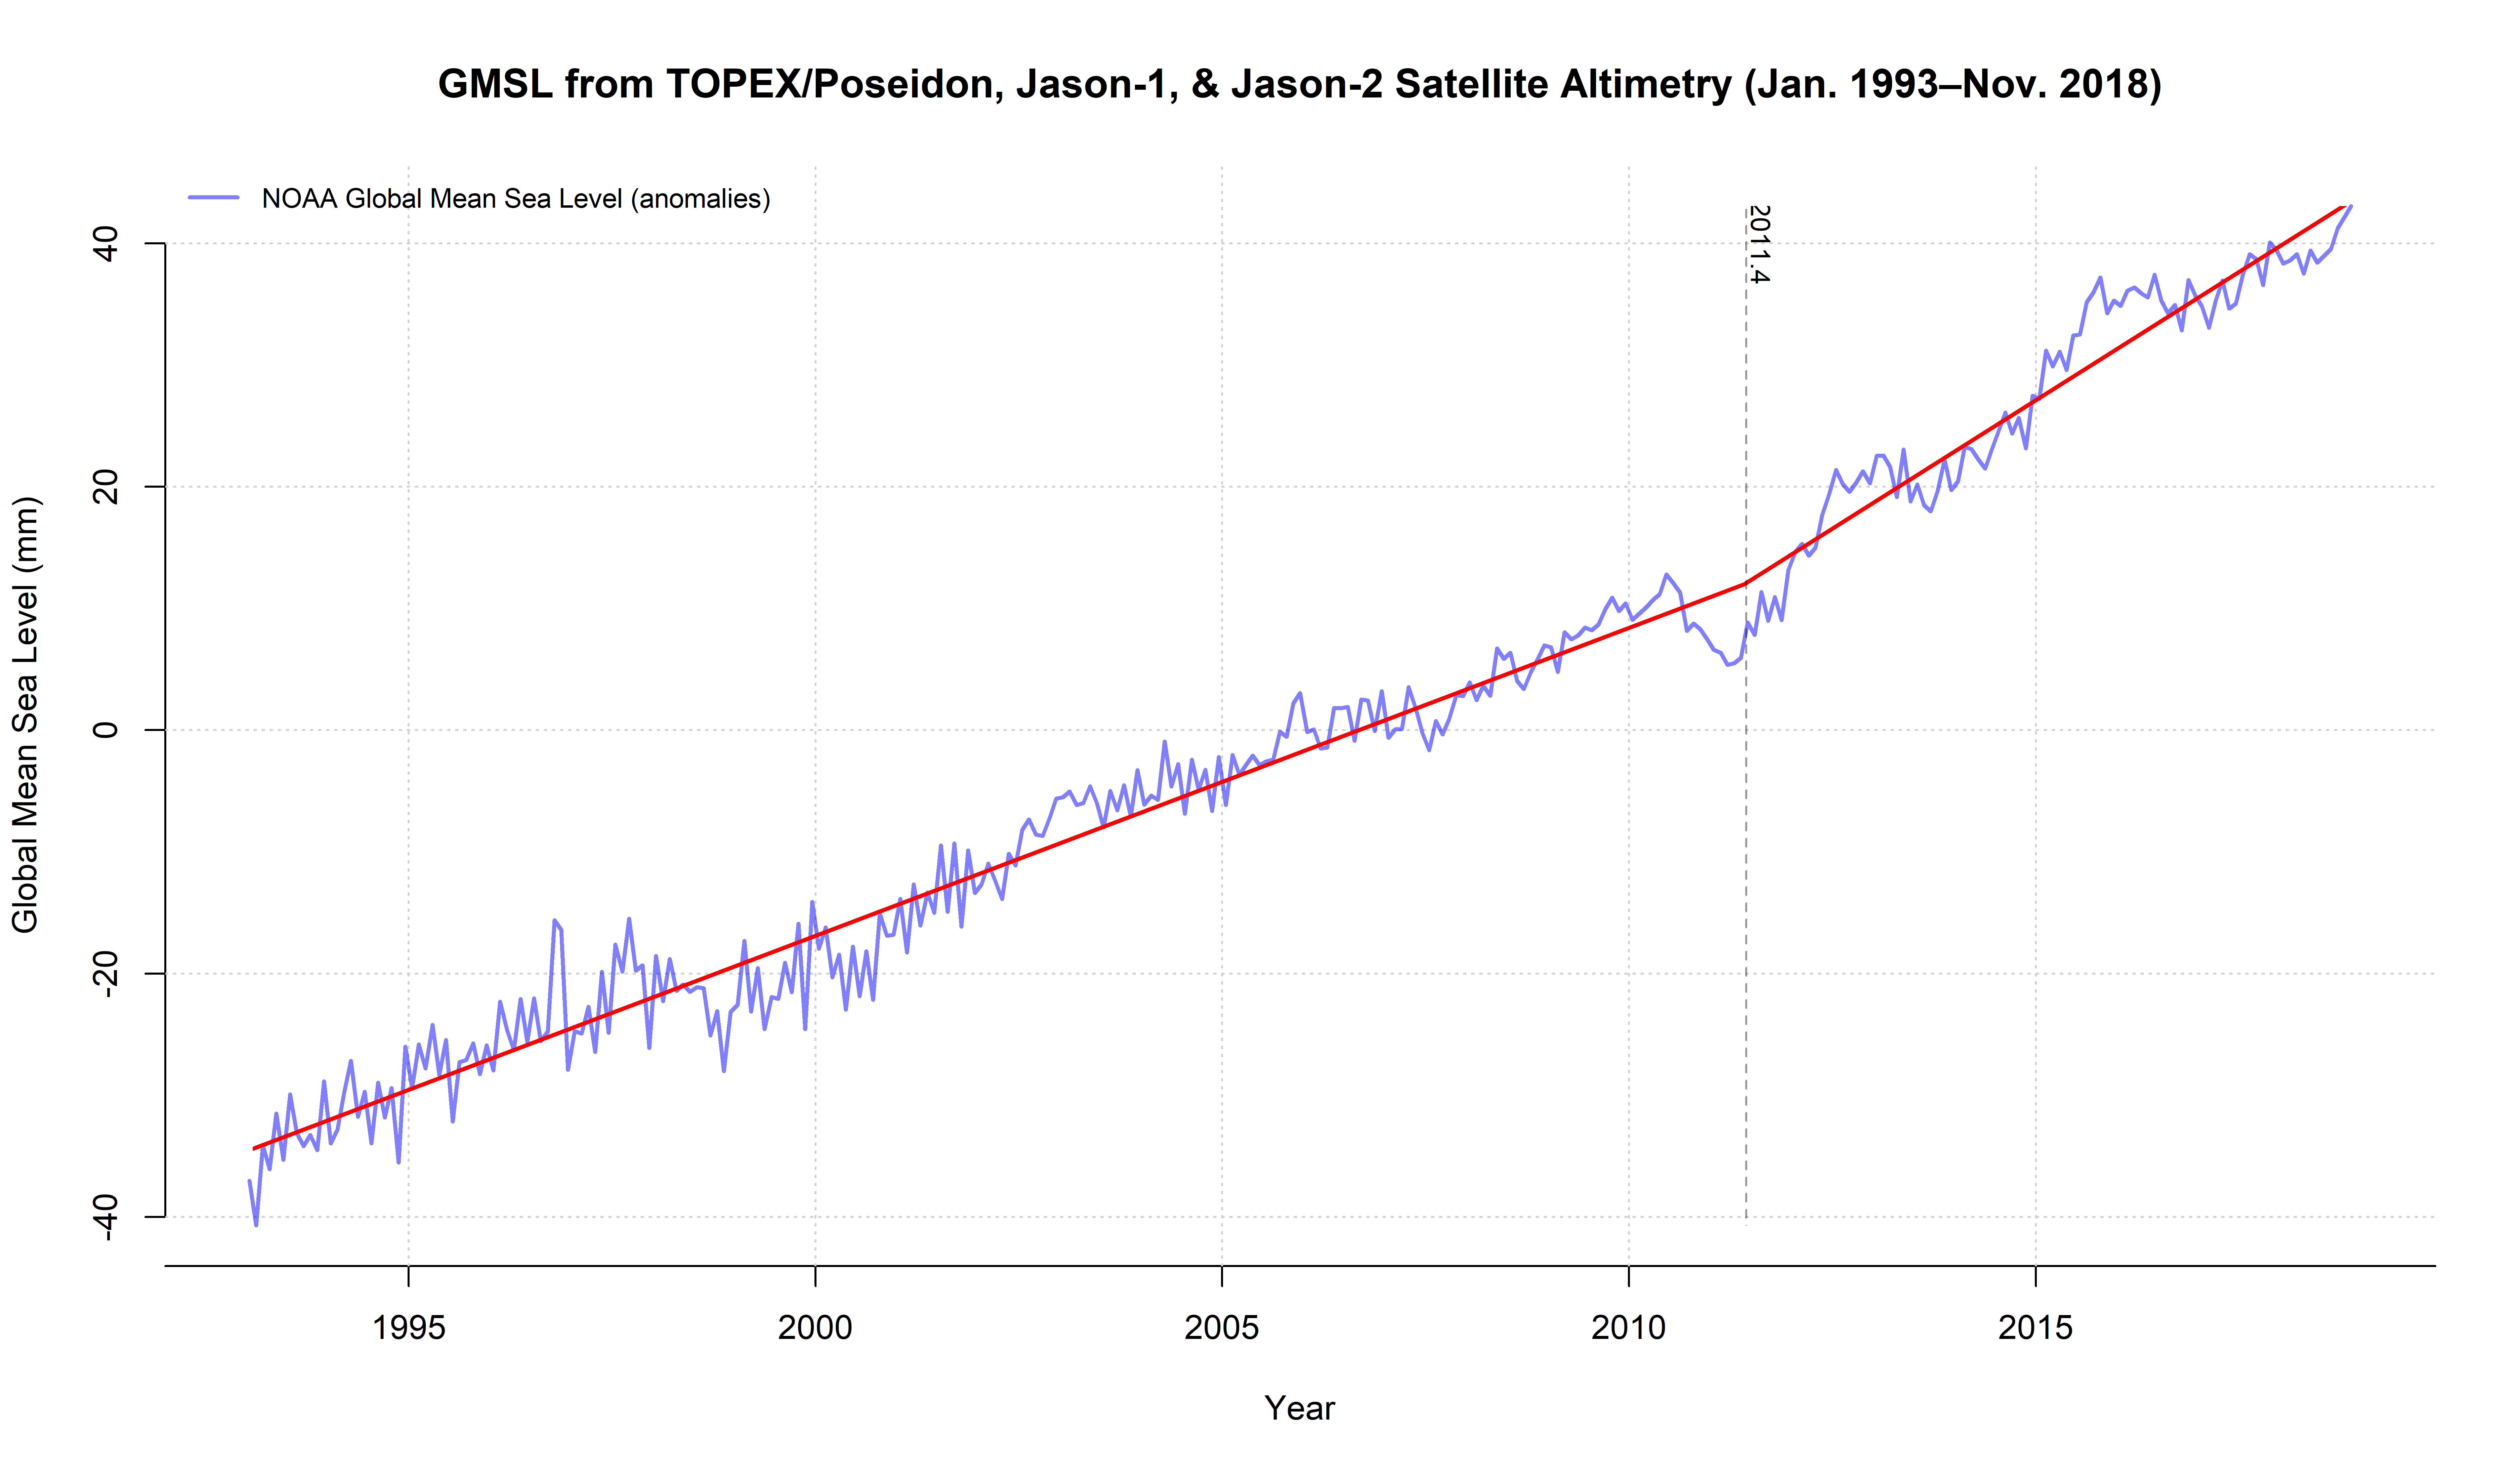 GMSL from TOPEX/Poseidon, Jason-1, & Jason-2 Satellite Altimetry (Jan. 1993–Nov. 2018)
NOAA Global Mean Sea Level (anomalies)
2011.4
Global Mean Sea Level (mm)
40
20
0
-20
-40
1995
2000
2005
2010
2015
Year